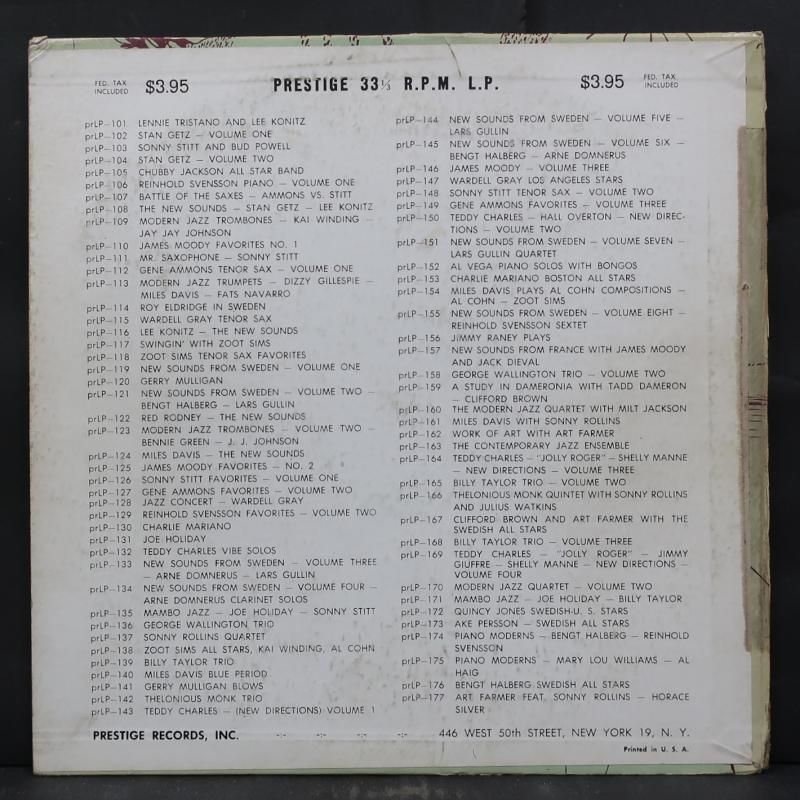 FED. TAX
INCLUDED
$3.95
PRESTIGE 33⅓ R.P.M. L.P.
$3.95
FED. TAX
INCLUDED
prLP—101 LENNIE TRISTANO AND LEE KONITZ
prLP—102 STAN GETZ — VOLUME ONE
prLP—103 SONNY STITT AND BUD POWELL
prLP—104 STAN GETZ — VOLUME TWO
prLP—105 CHUBBY JACKSON ALL STAR BAND
prLP—106 REINHOLD SVENSSON PIANO — VOLUME ONE
prLP—107 BATTLE OF THE SAXES — AMMONS VS. STITT
prLP—108 THE NEW SOUNDS — STAN GETZ — LEE KONITZ
prLP—109 MODERN JAZZ TROMBONES — KAI WINDING —
JAY JAY JOHNSON
prLP—110 JAMES MOODY FAVORITES NO. 1
prLP—111 MR. SAXOPHONE — SONNY STITT
prLP—112 GENE AMMONS TENOR SAX — VOLUME ONE
prLP—113 MODERN JAZZ TRUMPETS — DIZZY GILLESPIE —
MILES DAVIS — FATS NAVARRO
prLP—114 ROY ELDRIDGE IN SWEDEN
prLP—115 WARDELL GRAY TENOR SAX
prLP—116 LEE KONITZ — THE NEW SOUNDS
prLP—117 SWINGIN' WITH ZOOT SIMS
prLP—118 ZOOT SIMS TENOR SAX FAVORITES
prLP—119 NEW SOUNDS FROM SWEDEN — VOLUME ONE
prLP—120 GERRY MULLIGAN
prLP—121 NEW SOUNDS FROM SWEDEN — VOLUME TWO —
BENGT HALBERG — LARS GULLIN
prLP—122 RED RODNEY — THE NEW SOUNDS
prLP—123 MODERN JAZZ TROMBONES — VOLUME TWO —
BENNIE GREEN — J. J. JOHNSON
prLP—124 MILES DAVIS — THE NEW SOUNDS
prLP—125 JAMES MOODY FAVORITES — NO. 2
prLP—126 SONNY STITT FAVORITES — VOLUME ONE
prLP—127 GENE AMMONS FAVORITES — VOLUME TWO
prLP—128 JAZZ CONCERT — WARDELL GRAY
prLP—129 REINHOLD SVENSSON FAVORITES — VOLUME TWO
prLP—130 CHARLIE MARIANO
prLP—131 JOE HOLIDAY
prLP—132 TEDDY CHARLES VIBE SOLOS
prLP—133 NEW SOUNDS FROM SWEDEN — VOLUME THREE
— ARNE DOMNERUS — LARS GULLIN
prLP—134 NEW SOUNDS FROM SWEDEN — VOLUME FOUR —
ARNE DOMNERUS CLARINET SOLOS
prLP—135 MAMBO JAZZ — JOE HOLIDAY — SONNY STITT
prLP—136 GEORGE WALLINGTON TRIO
prLP—137 SONNY ROLLINS QUARTET
prLP—138 ZOOT SIMS ALL STARS, KAI WINDING, AL COHN
prLP—139 BILLY TAYLOR TRIO
prLP—140 MILES DAVIS BLUE PERIOD
prLP—141 GERRY MULLIGAN BLOWS
prLP—142 THELONIOUS MONK TRIO
prLP—143 TEDDY CHARLES — (NEW DIRECTIONS) VOLUME 1
prLP—144 NEW SOUNDS FROM SWEDEN — VOLUME FIVE —
LARS GULLIN
prLP—145 NEW SOUNDS FROM SWEDEN — VOLUME SIX —
BENGT HALBERG — ARNE DOMNERUS
prLP—146 JAMES MOODY — VOLUME THREE
prLP—147 WARDELL GRAY LOS ANGELES STARS
prLP—148 SONNY STITT TENOR SAX — VOLUME TWO
prLP—149 GENE AMMONS FAVORITES — VOLUME THREE
prLP—150 TEDDY CHARLES — HALL OVERTON — NEW DIREC-
TIONS — VOLUME TWO
prLP—151 NEW SOUNDS FROM SWEDEN — VOLUME SEVEN —
LARS GULLIN QUARTET
prLP—152 AL VEGA PIANO SOLOS WITH BONGOS
prLP—153 CHARLIE MARIANO BOSTON ALL STARS
prLP—154 MILES DAVIS PLAYS AL COHN COMPOSITIONS —
AL COHN — ZOOT SIMS
prLP—155 NEW SOUNDS FROM SWEDEN — VOLUME EIGHT —
REINHOLD SVENSSON SEXTET
prLP—156 JIMMY RANEY PLAYS
prLP—157 NEW SOUNDS FROM FRANCE WITH JAMES MOODY
AND JACK DIEVAL
prLP—158 GEORGE WALLINGTON TRIO — VOLUME TWO
prLP—159 A STUDY IN DAMERONIA WITH TADD DAMERON
— CLIFFORD BROWN
prLP—160 THE MODERN JAZZ QUARTET WITH MILT JACKSON
prLP—161 MILES DAVIS WITH SONNY ROLLINS
prLP—162 WORK OF ART WITH ART FARMER
prLP—163 THE CONTEMPORARY JAZZ ENSEMBLE
prLP—164 TEDDY CHARLES — "JOLLY ROGER" — SHELLY MANNE
— NEW DIRECTIONS — VOLUME THREE
prLP—165 BILLY TAYLOR TRIO — VOLUME TWO
prLP—166 THELONIOUS MONK QUINTET WITH SONNY ROLLINS
AND JULIUS WATKINS
prLP—167 CLIFFORD BROWN AND ART FARMER WITH THE
SWEDISH ALL STARS
prLP—168 BILLY TAYLOR TRIO — VOLUME THREE
prLP—169 TEDDY CHARLES — "JOLLY ROGER" — JIMMY
GIUFFRE — SHELLY MANNE — NEW DIRECTIONS —
VOLUME FOUR
prLP—170 MODERN JAZZ QUARTET — VOLUME TWO
prLP—171 MAMBO JAZZ — JOE HOLIDAY — BILLY TAYLOR
prLP—172 QUINCY JONES SWEDISH-U. S. STARS
prLP—173 AKE PERSSON — SWEDISH ALL STARS
prLP—174 PIANO MODERNS — BENGT HALBERG — REINHOLD
SVENSSON
prLP—175 PIANO MODERNS — MARY LOU WILLIAMS — AL
HAIG
prLP—176 BENGT HALBERG SWEDISH ALL STARS
prLP—177 ART FARMER FEAT. SONNY ROLLINS — HORACE
SILVER
PRESTIGE RECORDS, INC. -:- -:- -:- -:- 446 WEST 50th STREET, NEW YORK 19, N. Y.
Printed in U. S. A.